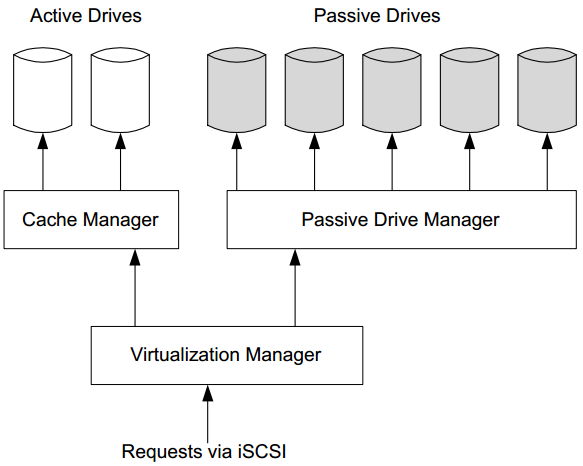 Active Drives
Passive Drives
Cache Manager
Passive Drive Manager
Virtualization Manager
Requests via iSCSI